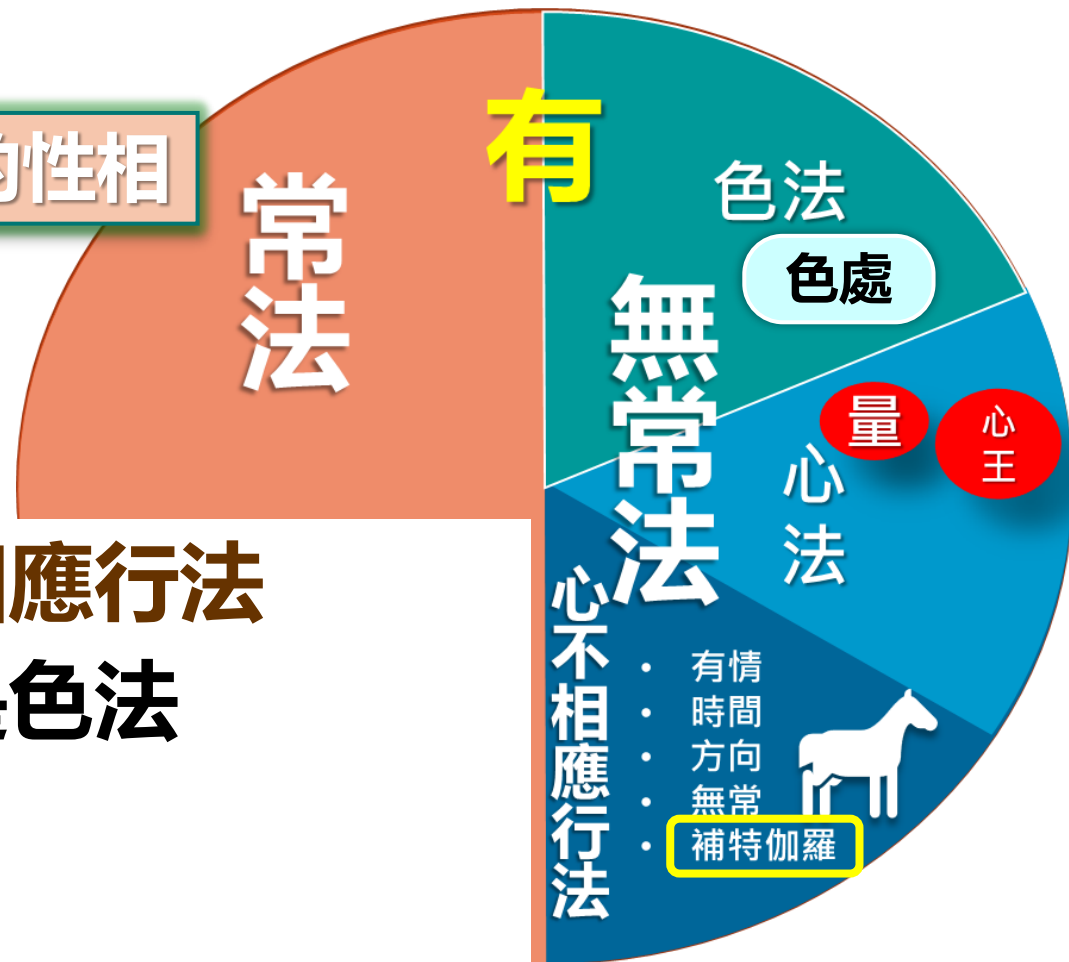 有
的性相
常法
色法
色處
無常法
量
心王
心法
相應行法
是色法
心不相應行法
• 有情
• 時間
• 方向
• 無常
• 補特伽羅